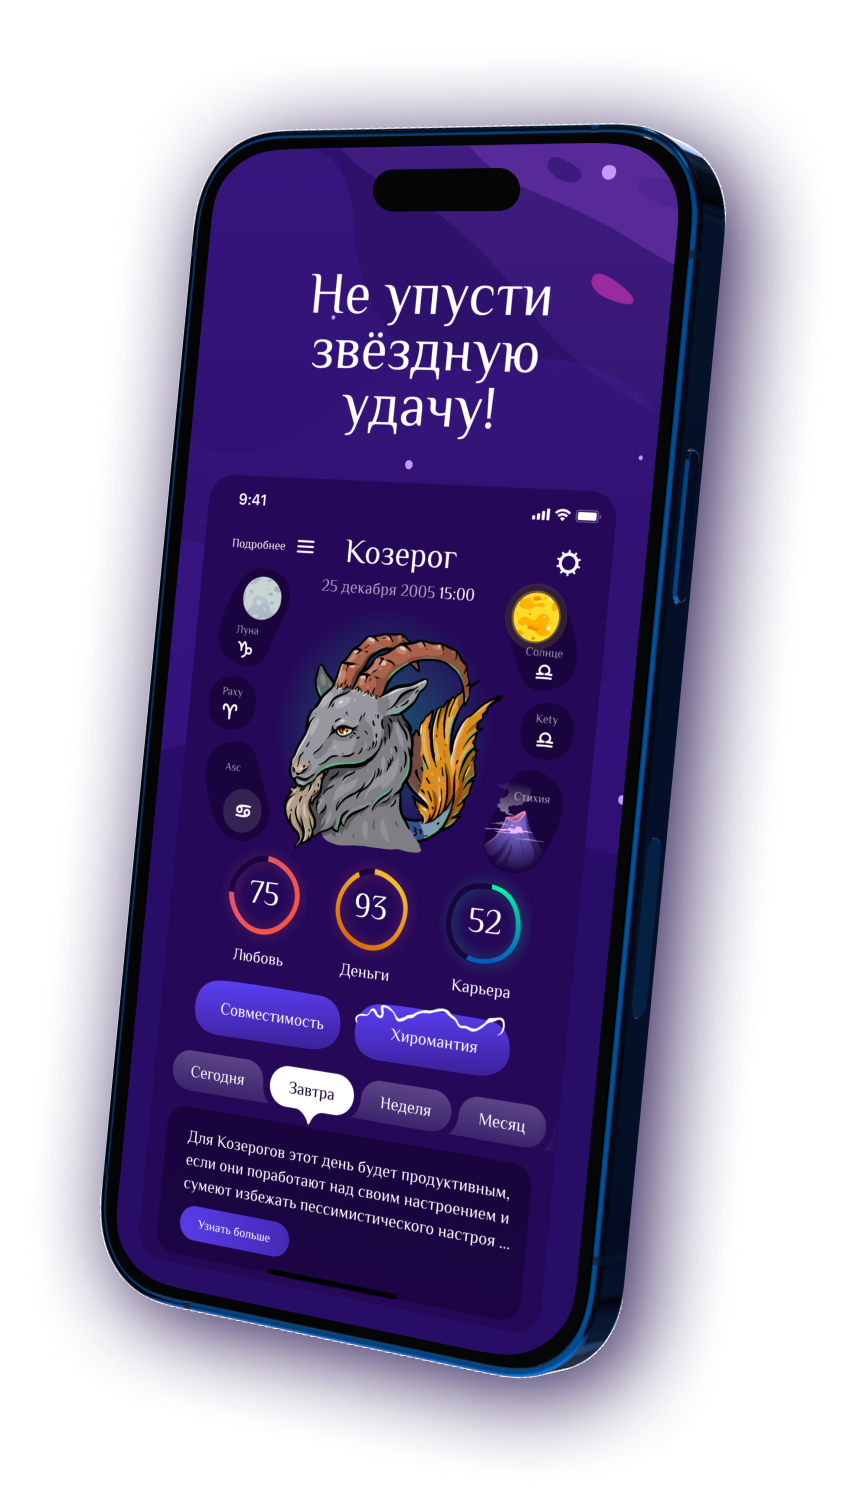 Не упусти
звёздную
удачу!
9:41
Подробнее
Козерог
25 декабря 2005 15:00
Луна
♑
Солнце
♎
Раху
♈
Кету
♎
Asc
♋
Стихия
75
93
52
Любовь
Деньги
Карьера
Совместимость
Хиромантия
Сегодня
Завтра
Неделя
Месяц
Для Козерогов этот день будет продуктивным,
если они поработают над своим настроением и
сумеют избежать пессимистического настроя ...
Узнать больше